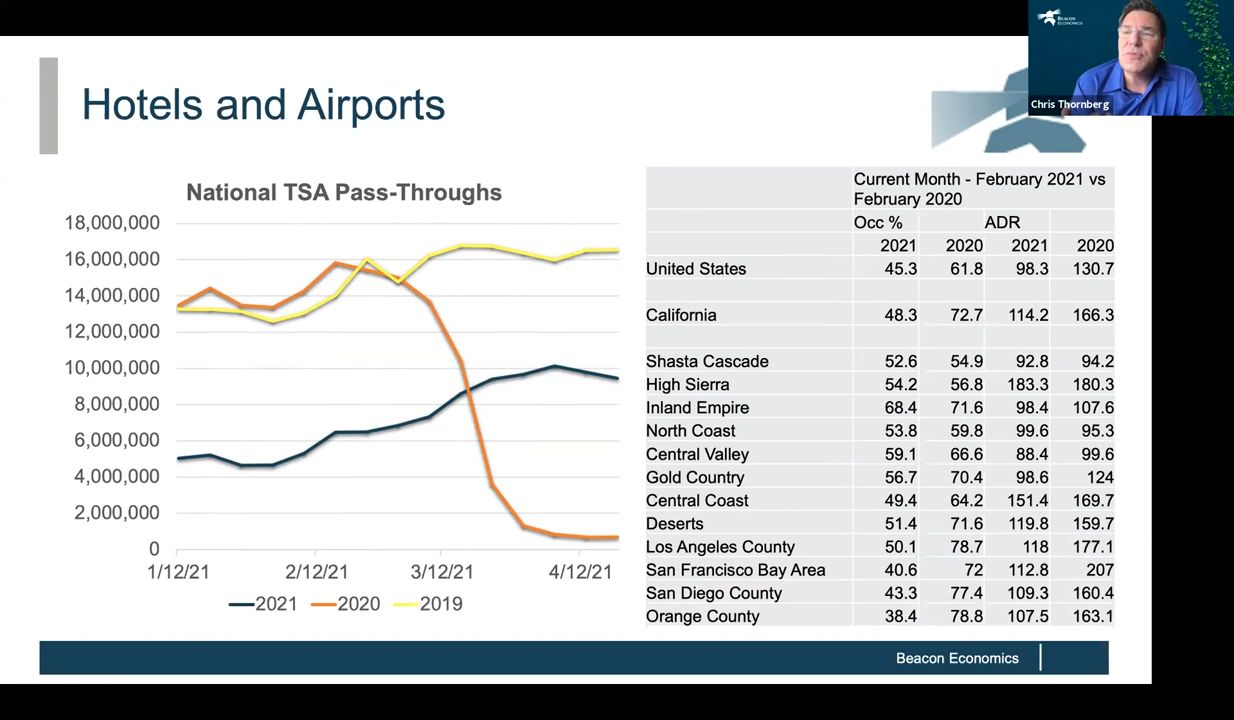 BEACON
ECONOMICS
Chris Thornberg
Hotels and Airports
National TSA Pass-Throughs
18,000,000
16,000,000
14,000,000
12,000,000
10,000,000
8,000,000
6,000,000
4,000,000
2,000,000
0
1/12/21 2/12/21 3/12/21 4/12/21
2021 2020 2019
Current Month - February 2021 vs
February 2020
Occ % ADR
2021 2020 2021 2020
United States 45.3 61.8 98.3 130.7
California 48.3 72.7 114.2 166.3
Shasta Cascade 52.6 54.9 92.8 94.2
High Sierra 54.2 56.8 183.3 180.3
Inland Empire 68.4 71.6 98.4 107.6
North Coast 53.8 59.8 99.6 95.3
Central Valley 59.1 66.6 88.4 99.6
Gold Country 56.7 70.4 98.6 124
Central Coast 49.4 64.2 151.4 169.7
Deserts 51.4 71.6 119.8 159.7
Los Angeles County 50.1 78.7 118 177.1
San Francisco Bay Area 40.6 72 112.8 207
San Diego County 43.3 77.4 109.3 160.4
Orange County 38.4 78.8 107.5 163.1
Beacon Economics